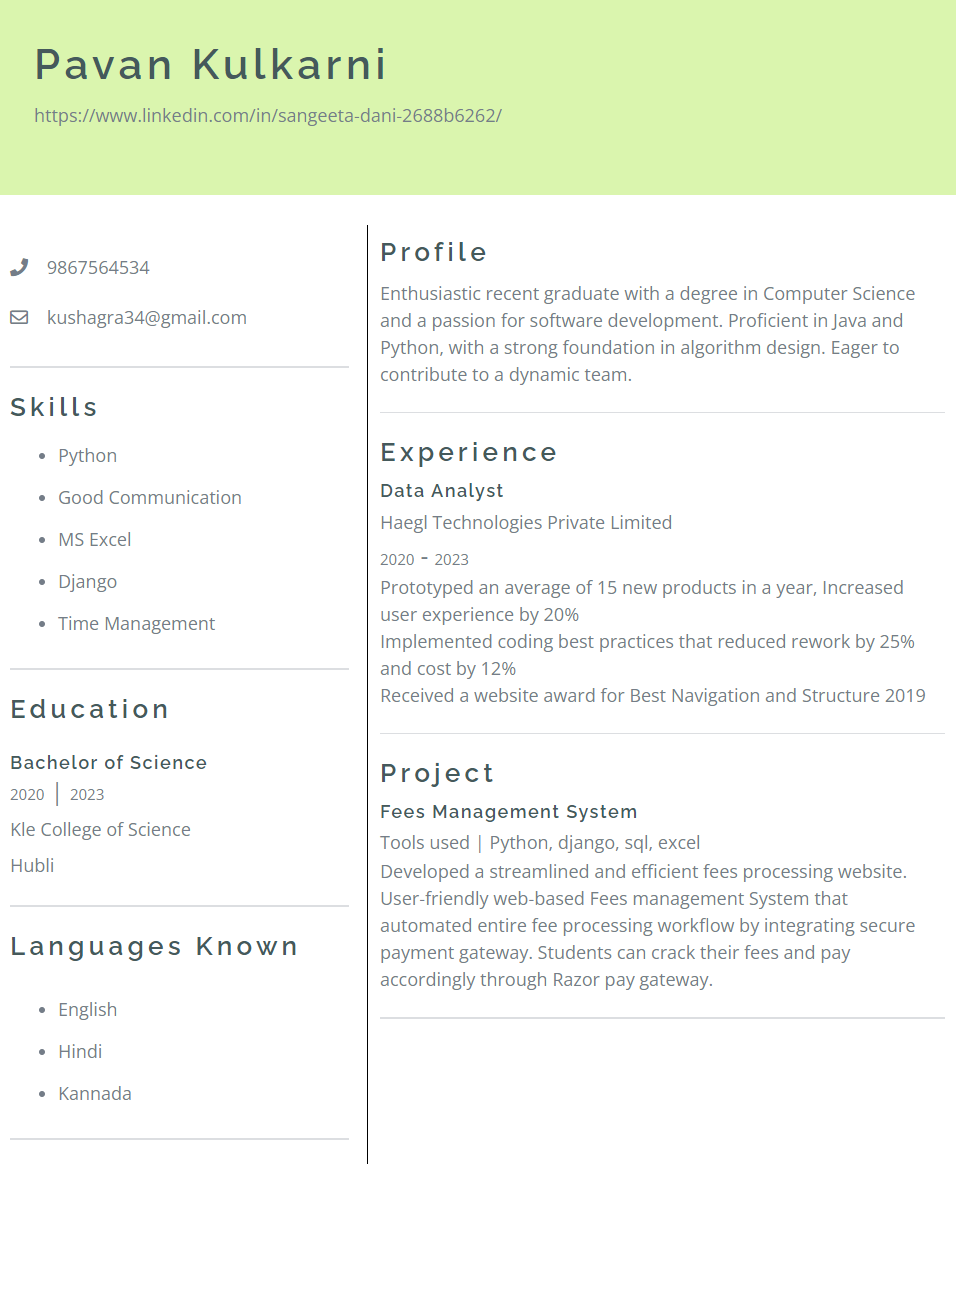 Pavan Kulkarni
https://www.linkedin.com/in/sangeeta-dani-2688b6262/
9867564534
kushagra34@gmail.com
Skills
• Python
• Good Communication
• MS Excel
• Django
• Time Management
Education
Bachelor of Science
2020 | 2023
Kle College of Science
Hubli
Languages Known
• English
• Hindi
• Kannada
Profile
Enthusiastic recent graduate with a degree in Computer Science
and a passion for software development. Proficient in Java and
Python, with a strong foundation in algorithm design. Eager to
contribute to a dynamic team.
Experience
Data Analyst
Haegl Technologies Private Limited
2020 - 2023
Prototyped an average of 15 new products in a year, Increased
user experience by 20%
Implemented coding best practices that reduced rework by 25%
and cost by 12%
Received a website award for Best Navigation and Structure 2019
Project
Fees Management System
Tools used | Python, django, sql, excel
Developed a streamlined and efficient fees processing website.
User-friendly web-based Fees management System that
automated entire fee processing workflow by integrating secure
payment gateway. Students can crack their fees and pay
accordingly through Razor pay gateway.